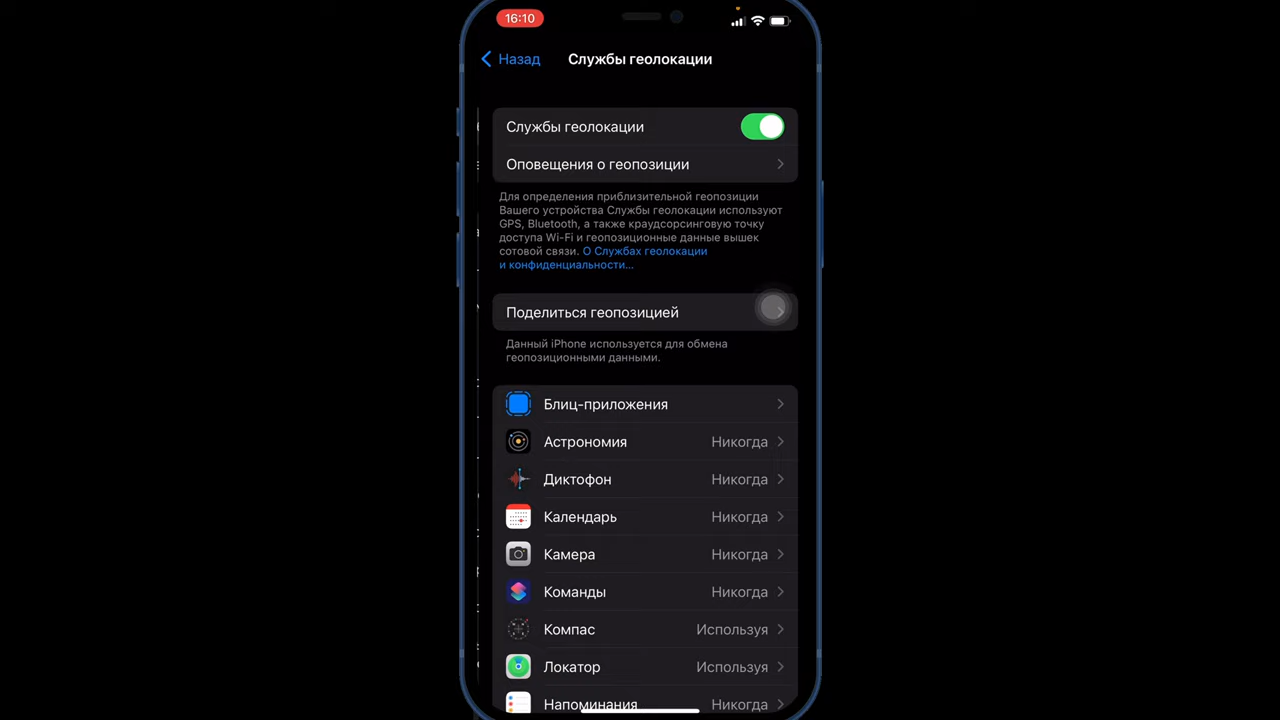 16:10
Назад
Службы геолокации
Службы геолокации
Оповещения о геопозиции
Для определения приблизительной геопозиции
Вашего устройства Службы геолокации используют
GPS, Bluetooth, а также краудсорсинговую точку
доступа Wi-Fi и геопозиционные данные вышек
сотовой связи. О Службах геолокации
и конфиденциальности...
Поделиться геопозицией
Данный iPhone используется для обмена
геопозиционными данными.
Блиц-приложения
Астрономия Никогда
Диктофон Никогда
Календарь Никогда
Камера Никогда
Команды Никогда
Компас Используя
Локатор Используя
Напоминания Никогда